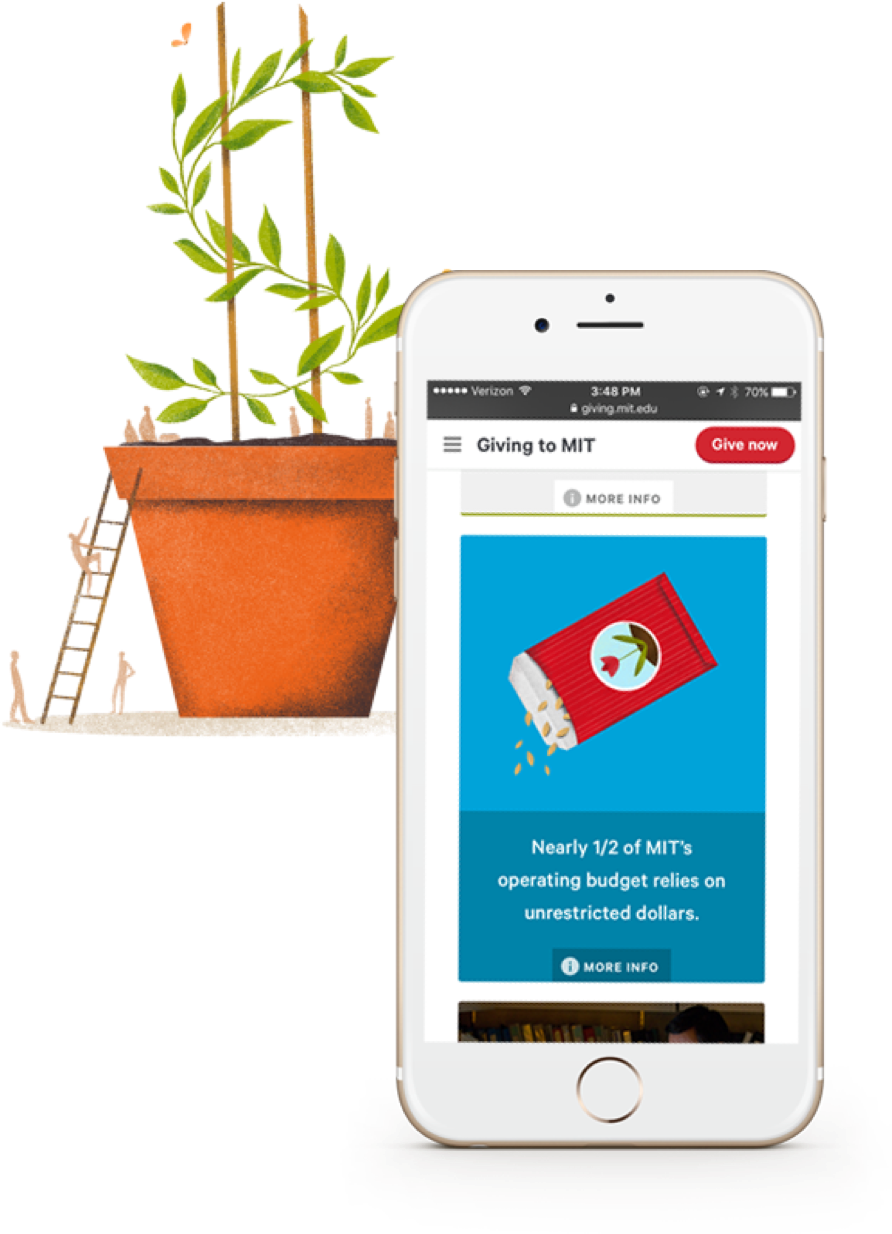 Verizon 3:48 PM 70%
giving.mit.edu
Giving to MIT Give now
MORE INFO
Nearly 1/2 of MIT's
operating budget relies on
unrestricted dollars.
MORE INFO